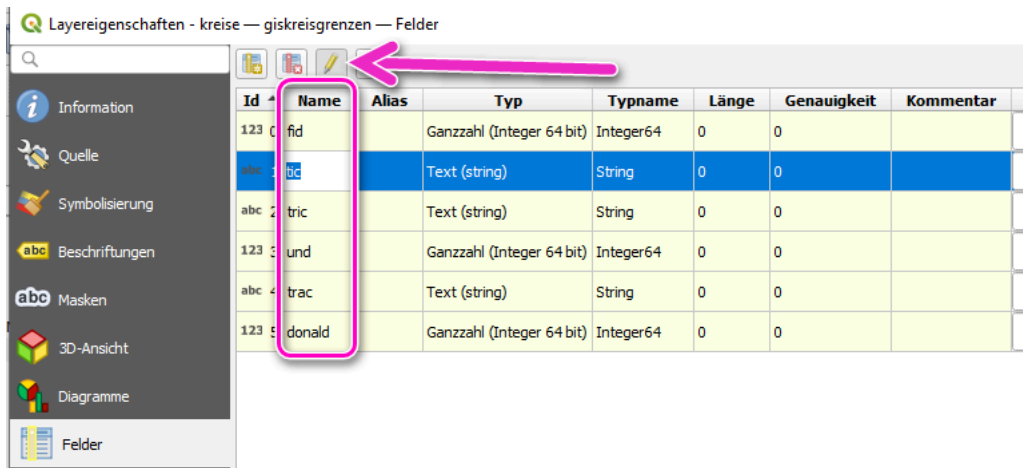 Layereigenschaften - kreise — giskreisgrenzen — Felder
Information
Quelle
Symbolisierung
abc Beschriftungen
abc Masken
3D-Ansicht
Diagramme
Felder
Id Name Alias Typ Typname Länge Genauigkeit Kommentar
123 0 fid Ganzzahl (Integer 64 bit) Integer64 0 0
abc 1 tic Text (string) String 0 0
abc 2 tric Text (string) String 0 0
123 3 und Ganzzahl (Integer 64 bit) Integer64 0 0
abc 4 trac Text (string) String 0 0
123 5 donald Ganzzahl (Integer 64 bit) Integer64 0 0